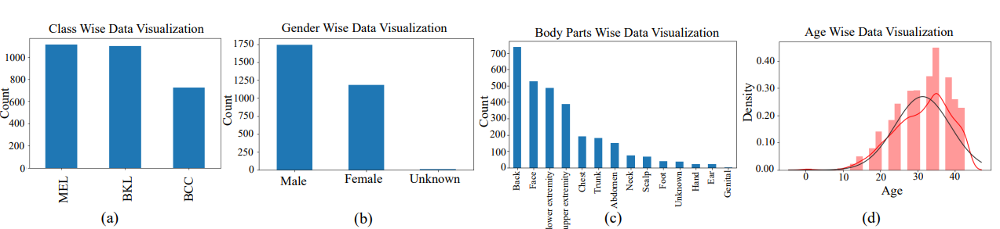 Class Wise Data Visualization
Count
1000
800
600
400
200
0
MEL
BKL
BCC
(a)
Gender Wise Data Visualization
Count
1750
1500
1250
1000
750
500
250
0
Male
Female
Unknown
(b)
Body Parts Wise Data Visualization
Count
700
600
500
400
300
200
100
0
Back
Face
lower extremity
upper extremity
Chest
Trunk
Abdomen
Neck
Scalp
Foot
Unknown
Hand
Ear
Genital
(c)
Age Wise Data Visualization
Density
0.40
0.30
0.20
0.10
0.00
0
10
20
30
40
Age
(d)